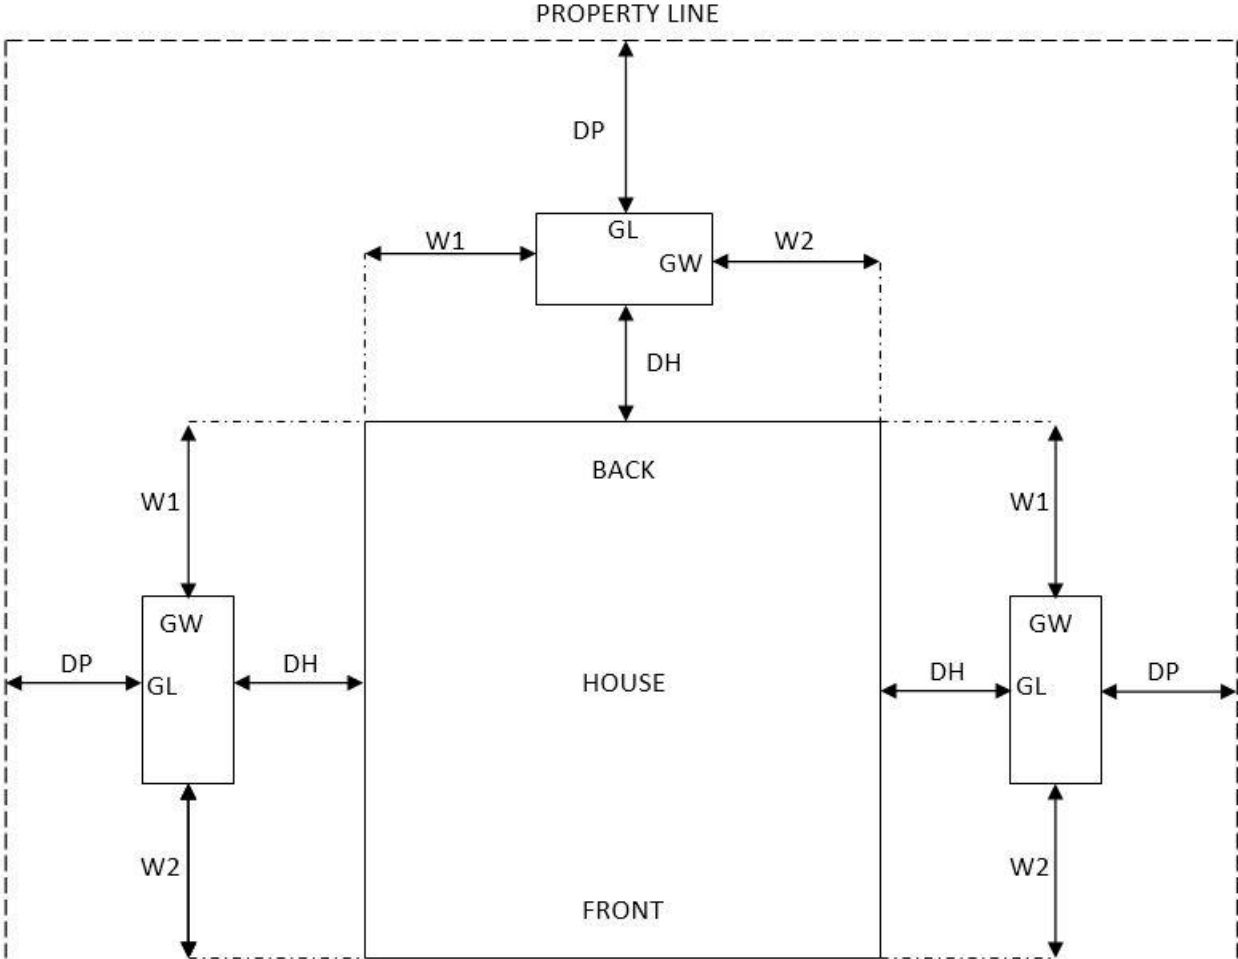 PROPERTY LINE
DP
GL
W1
W2
GW
DH
BACK
W1
W1
GW
GW
DP
DH
HOUSE
DH
DP
GL
GL
W2
W2
FRONT